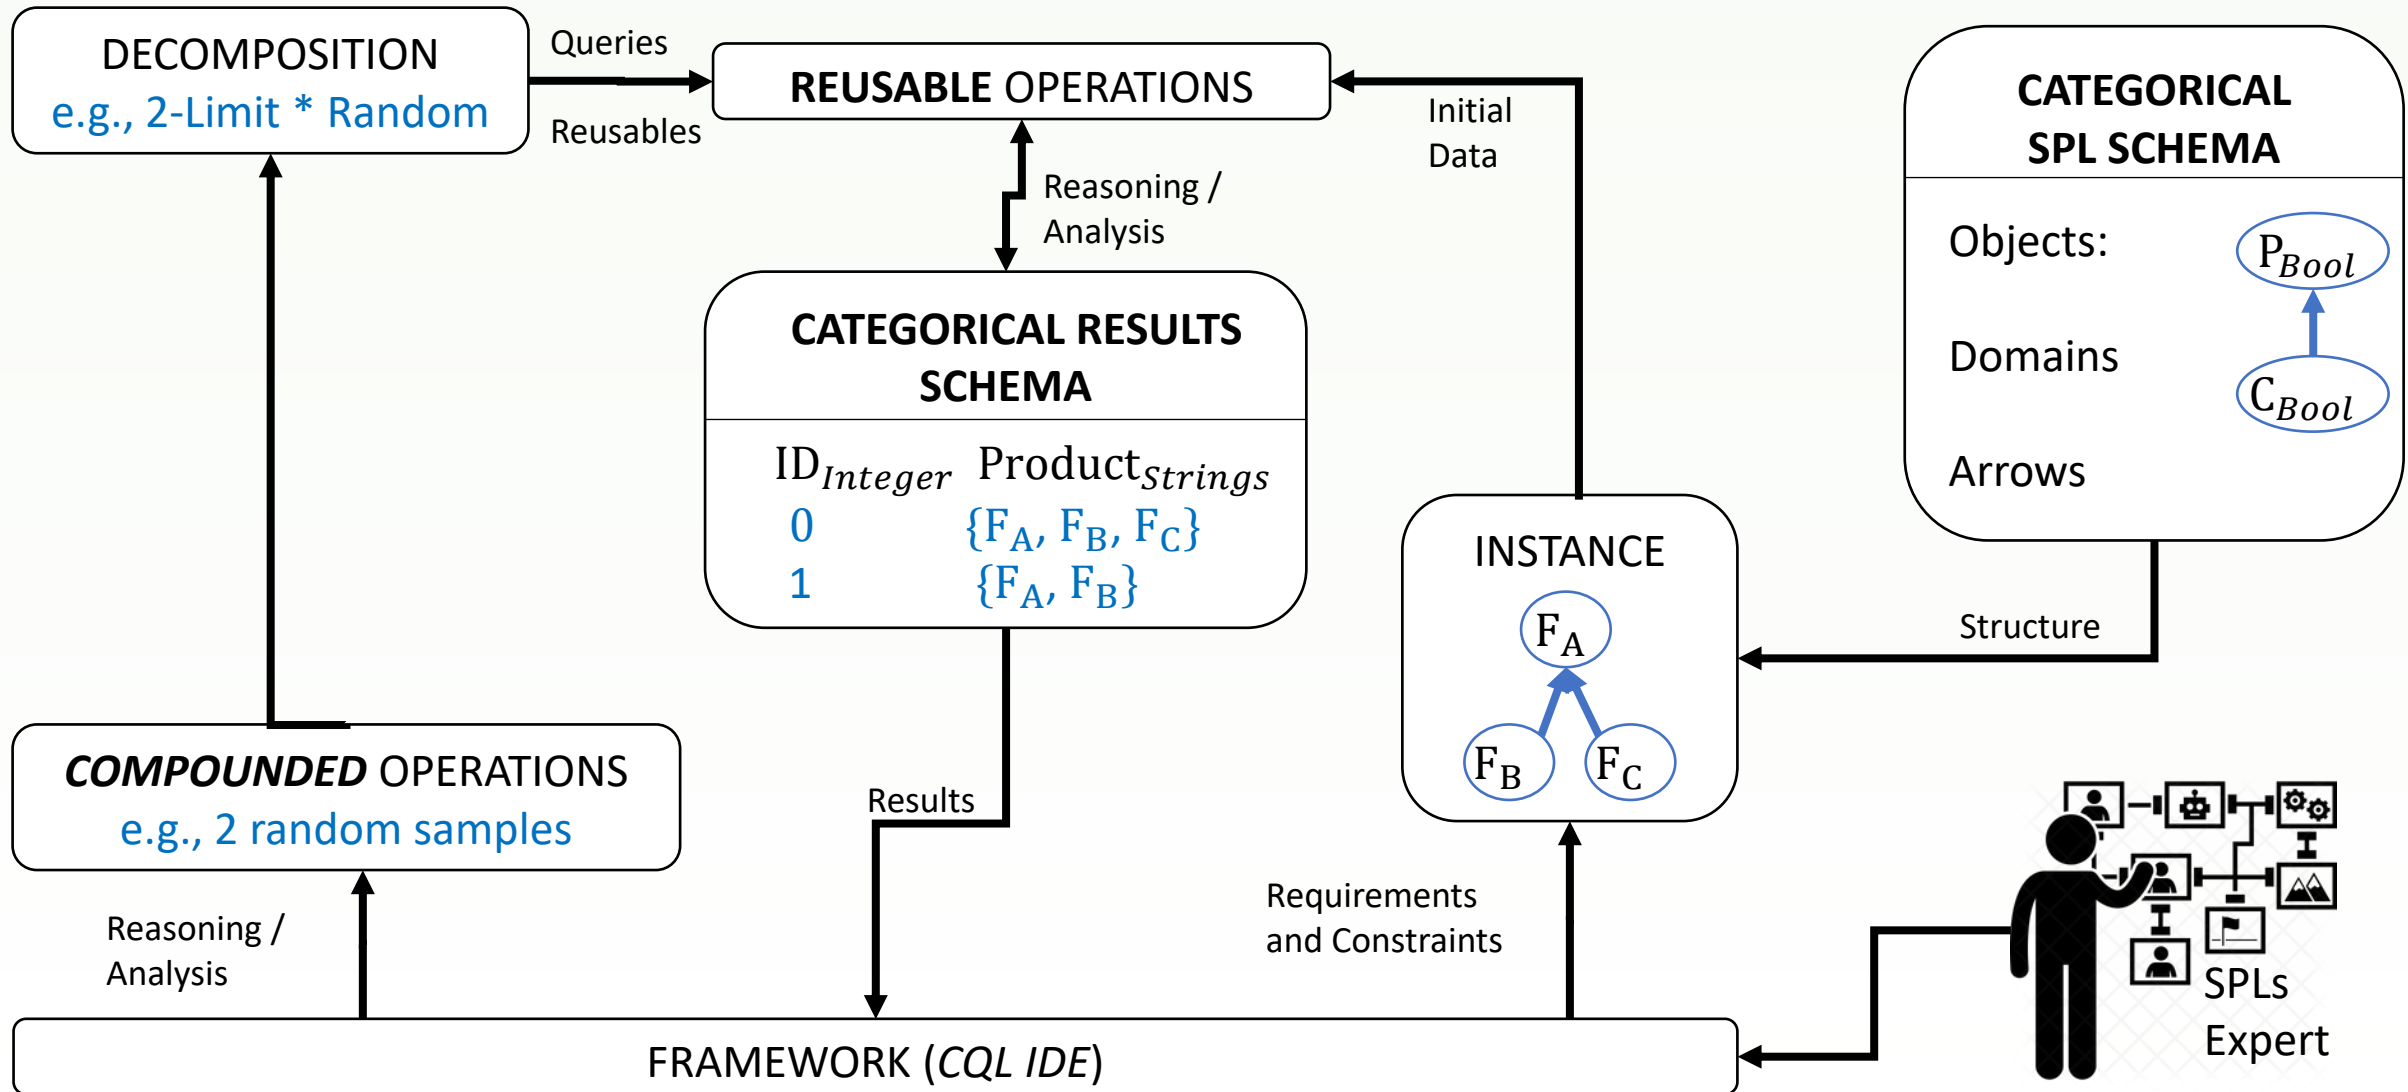 DECOMPOSITION
e.g., 2-Limit * Random
Queries
Reusables
REUSABLE OPERATIONS
Initial
Data
Reasoning /
Analysis
CATEGORICAL
SPL SCHEMA
Objects:
Domains
Arrows
P_Bool
C_Bool
CATEGORICAL RESULTS
SCHEMA
ID_Integer Product_Strings
0 {F_A, F_B, F_C}
1 {F_A, F_B}
INSTANCE
F_A
F_B F_C
Structure
COMPOUNDED OPERATIONS
e.g., 2 random samples
Results
Reasoning /
Analysis
Requirements
and Constraints
SPLs
Expert
FRAMEWORK (CQL IDE)